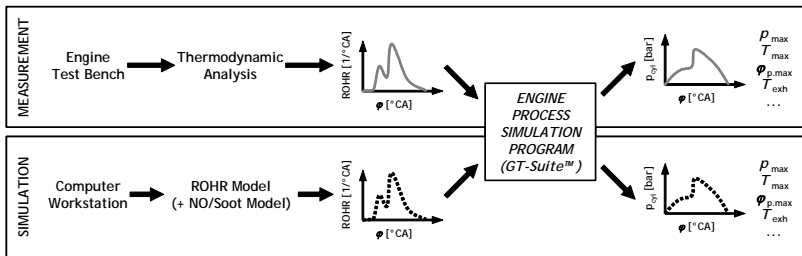 MEASUREMENT
Engine
Test Bench
Thermodynamic
Analysis
ROHR [1/°CA]
φ [°CA]
ENGINE
PROCESS
SIMULATION
PROGRAM
(GT-Suite™)
p_cyl [bar]
φ [°CA]
p_max
T_max
φ_p.max
T_exh
...
SIMULATION
Computer
Workstation
ROHR Model
(+ NO/Soot Model)
ROHR [1/°CA]
φ [°CA]
p_cyl [bar]
φ [°CA]
p_max
T_max
φ_p.max
T_exh
...